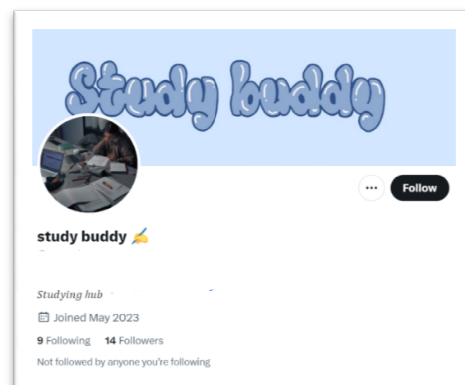 Study buddy
Follow
study buddy ✍️
Studying hub
Joined May 2023
9 Following 14 Followers
Not followed by anyone you're following